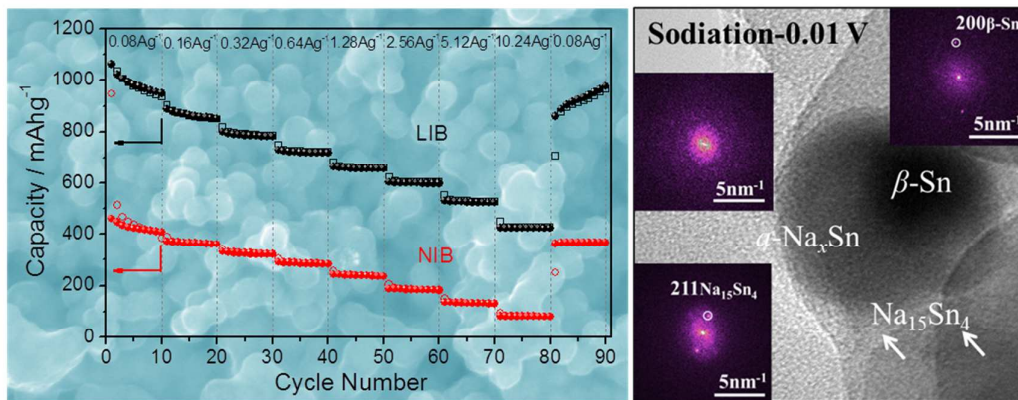 0.08Ag⁻¹ 0.16Ag⁻¹ 0.32Ag⁻¹ 0.64Ag⁻¹ 1.28Ag⁻¹ 2.56Ag⁻¹ 5.12Ag⁻¹ 10.24Ag⁻¹ 0.08Ag⁻¹
1200
1000
800
600
400
200
0
Capacity / mAhg⁻¹
LIB
NIB
0 10 20 30 40 50 60 70 80 90
Cycle Number
Sodiation-0.01 V
200β-Sn
5nm⁻¹
5nm⁻¹
β-Sn
a-NaₓSn
211Na₁₅Sn₄
Na₁₅Sn₄
5nm⁻¹